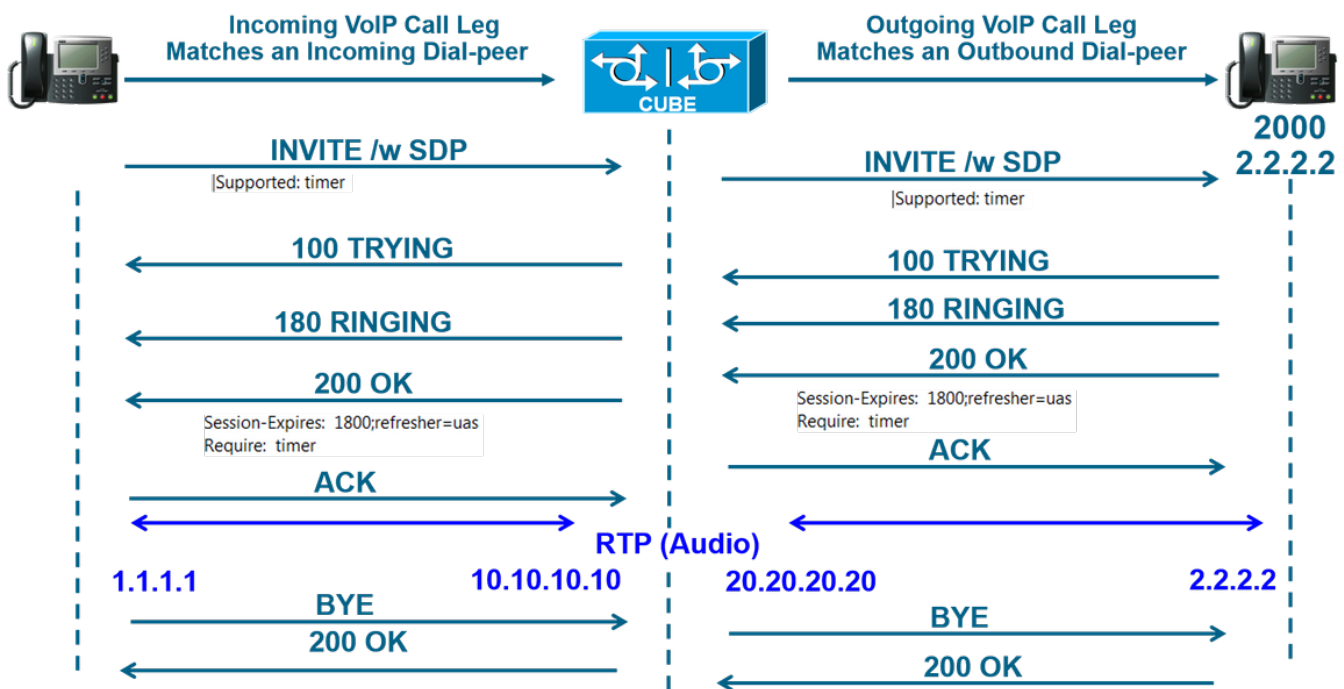 Incoming VoIP Call Leg
Matches an Incoming Dial-peer
Outgoing VoIP Call Leg
Matches an Outbound Dial-peer
CUBE
2000
2.2.2.2
INVITE /w SDP
|Supported: timer
INVITE /w SDP
|Supported: timer
100 TRYING
100 TRYING
180 RINGING
180 RINGING
200 OK
200 OK
Session-Expires: 1800;refresher=uas
Require: timer
Session-Expires: 1800;refresher=uas
Require: timer
ACK
ACK
RTP (Audio)
1.1.1.1
10.10.10.10
20.20.20.20
2.2.2.2
BYE
BYE
200 OK
200 OK